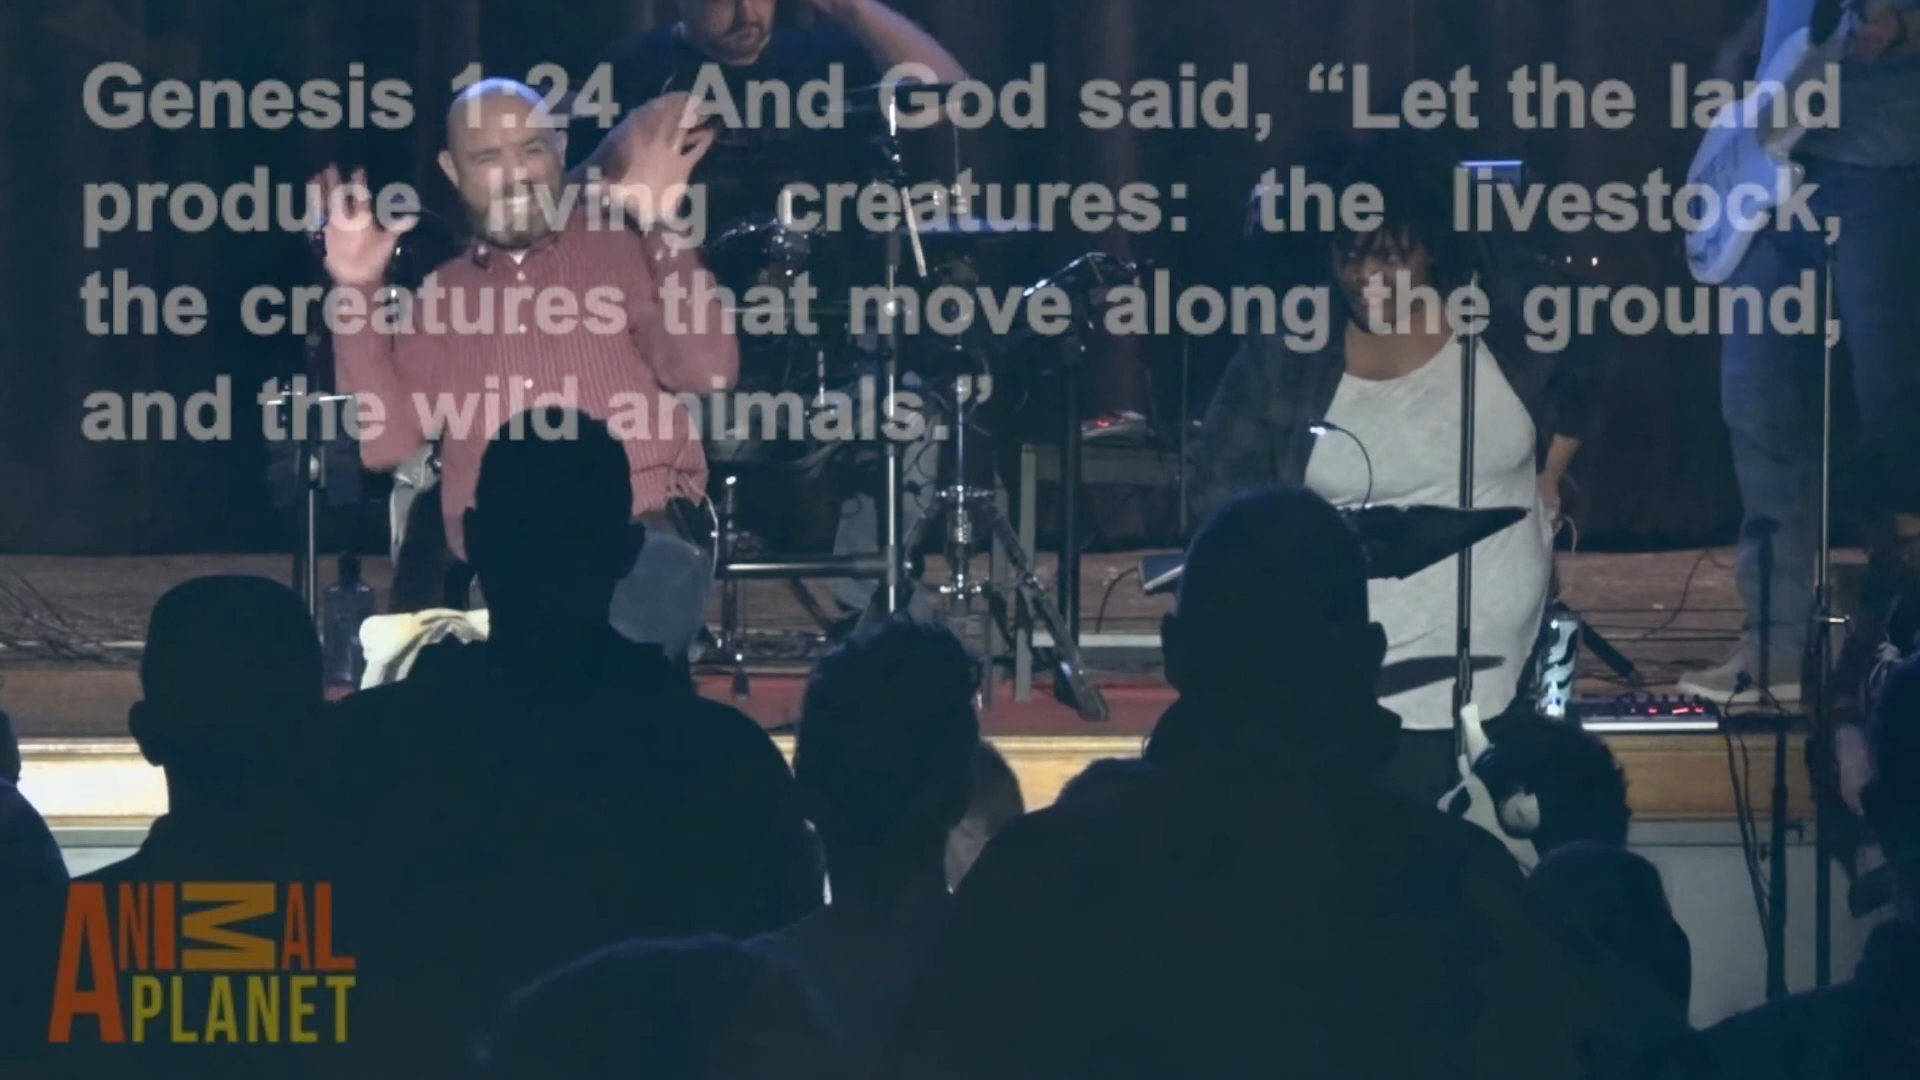 Genesis 1:24 And God said, “Let the land
produce living creatures: the livestock,
the creatures that move along the ground,
and the wild animals.”
ANIMAL
PLANET